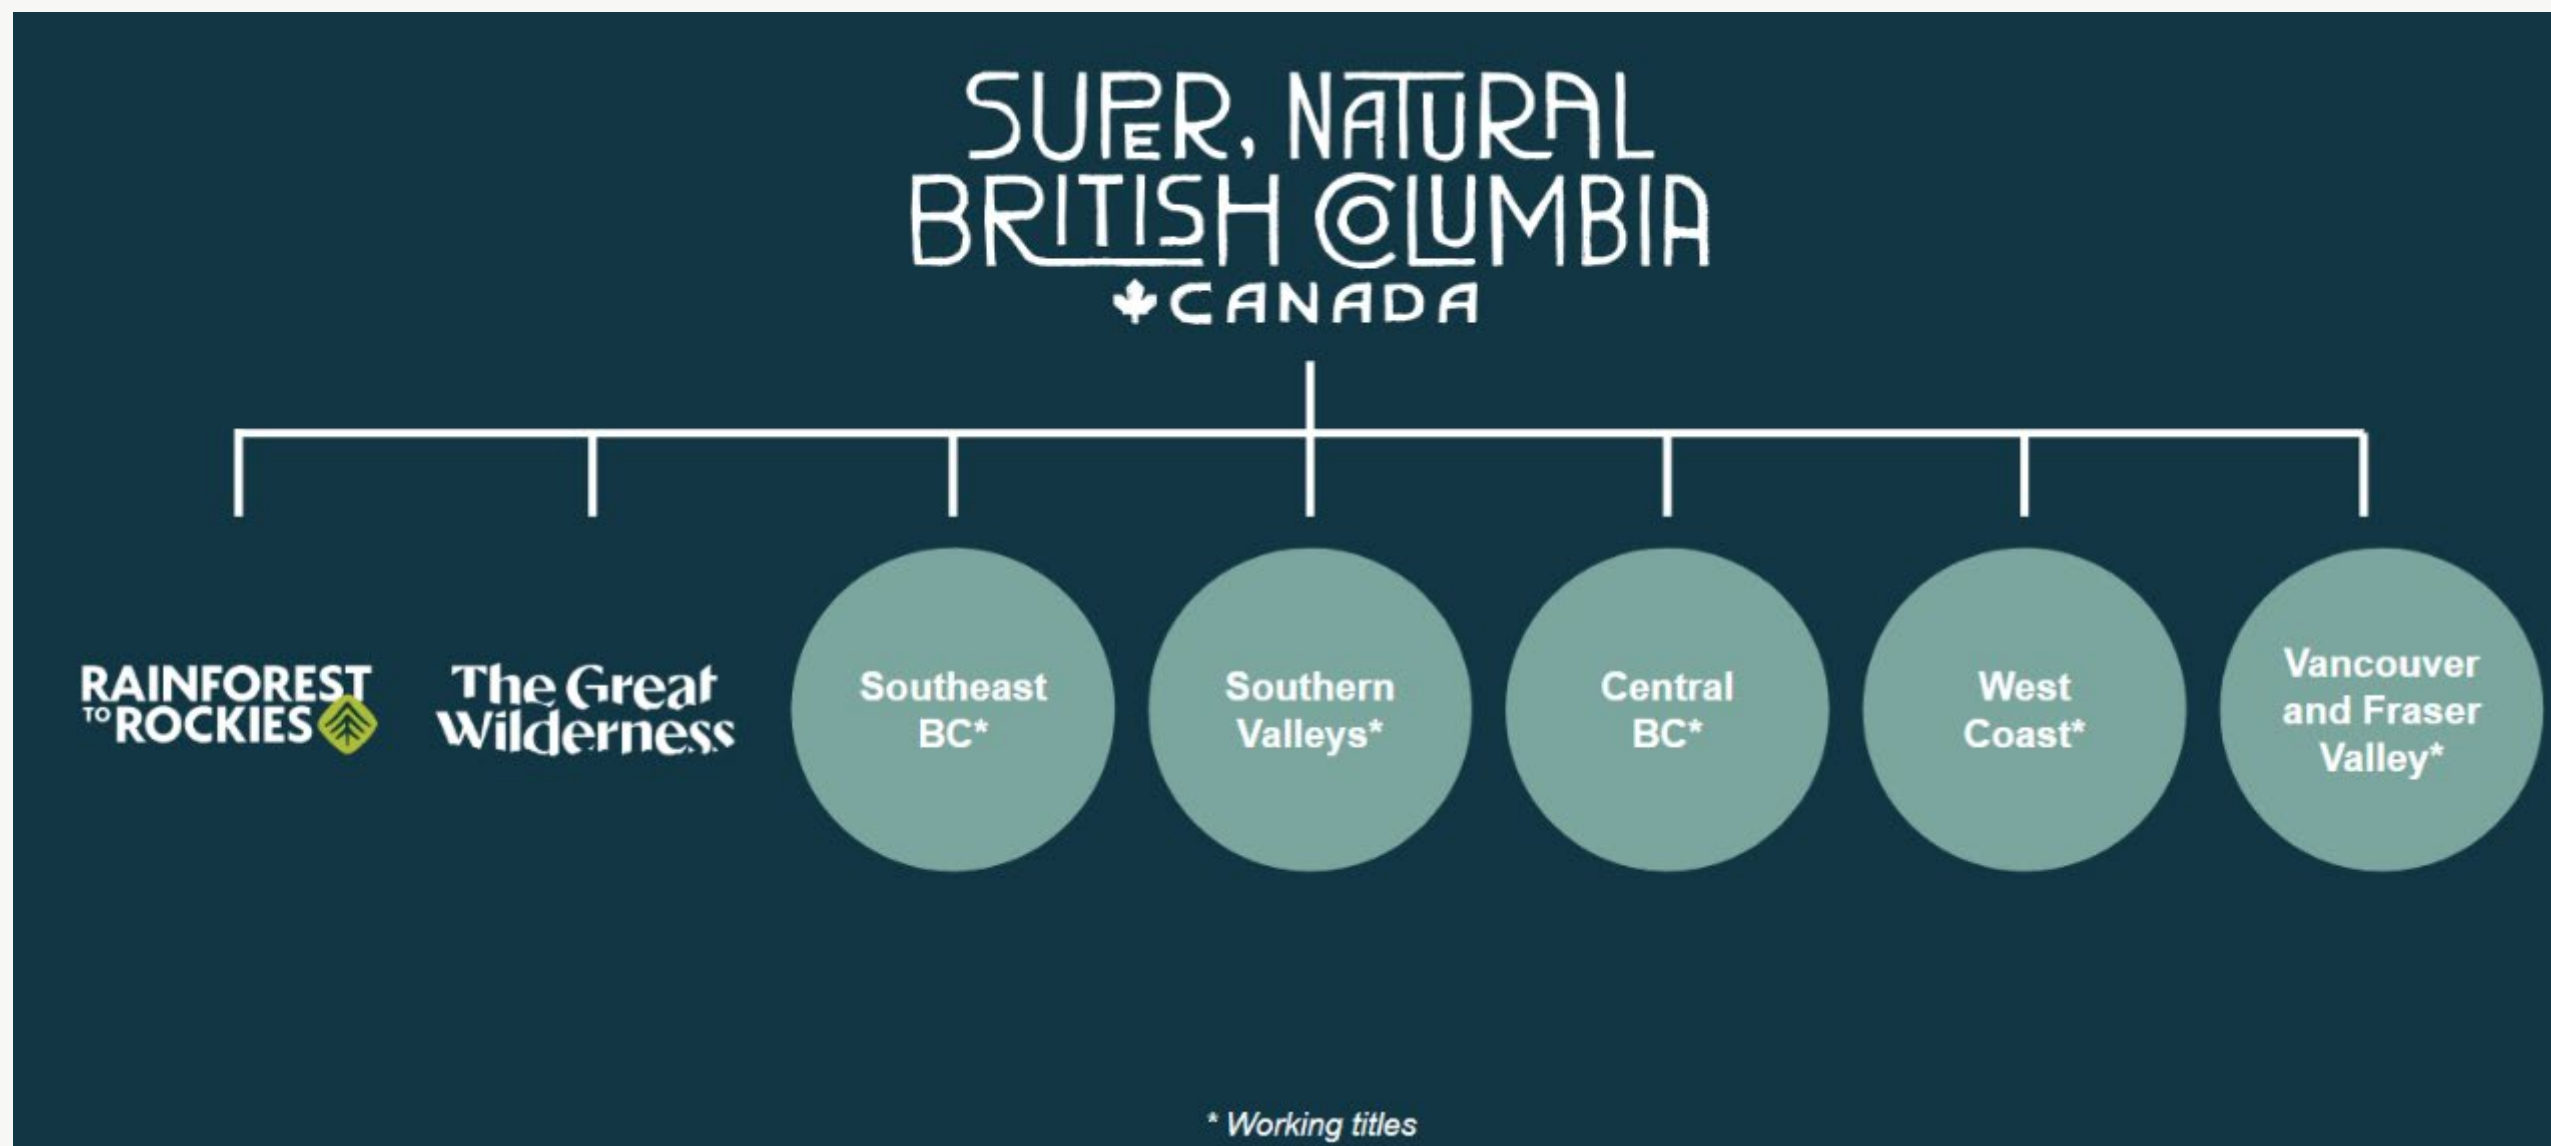 SUPER, NATURAL
BRITISH COLUMBIA
CANADA
RAINFOREST
TO ROCKIES
The Great
Wilderness
Southeast
BC*
Southern
Valleys*
Central
BC*
West
Coast*
Vancouver
and Fraser
Valley*
* Working titles